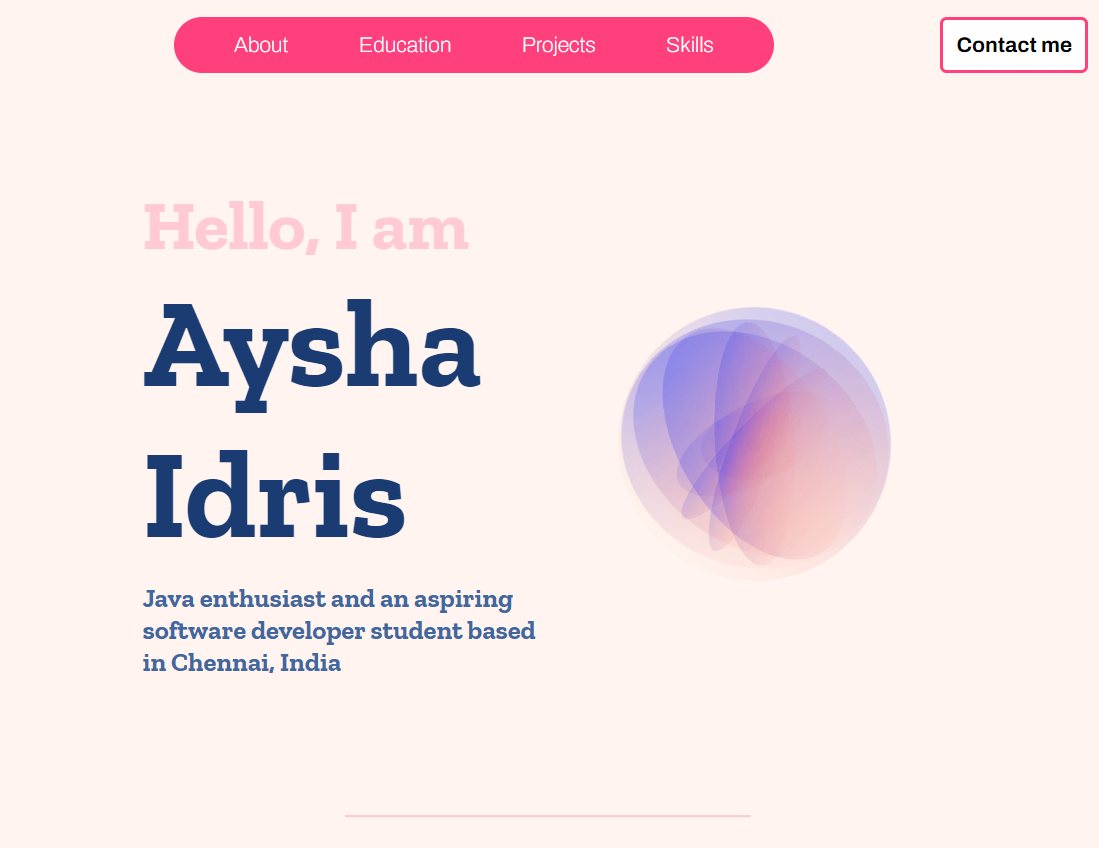 About Education Projects Skills Contact me
Hello, I am
Aysha
Idris
Java enthusiast and an aspiring
software developer student based
in Chennai, India